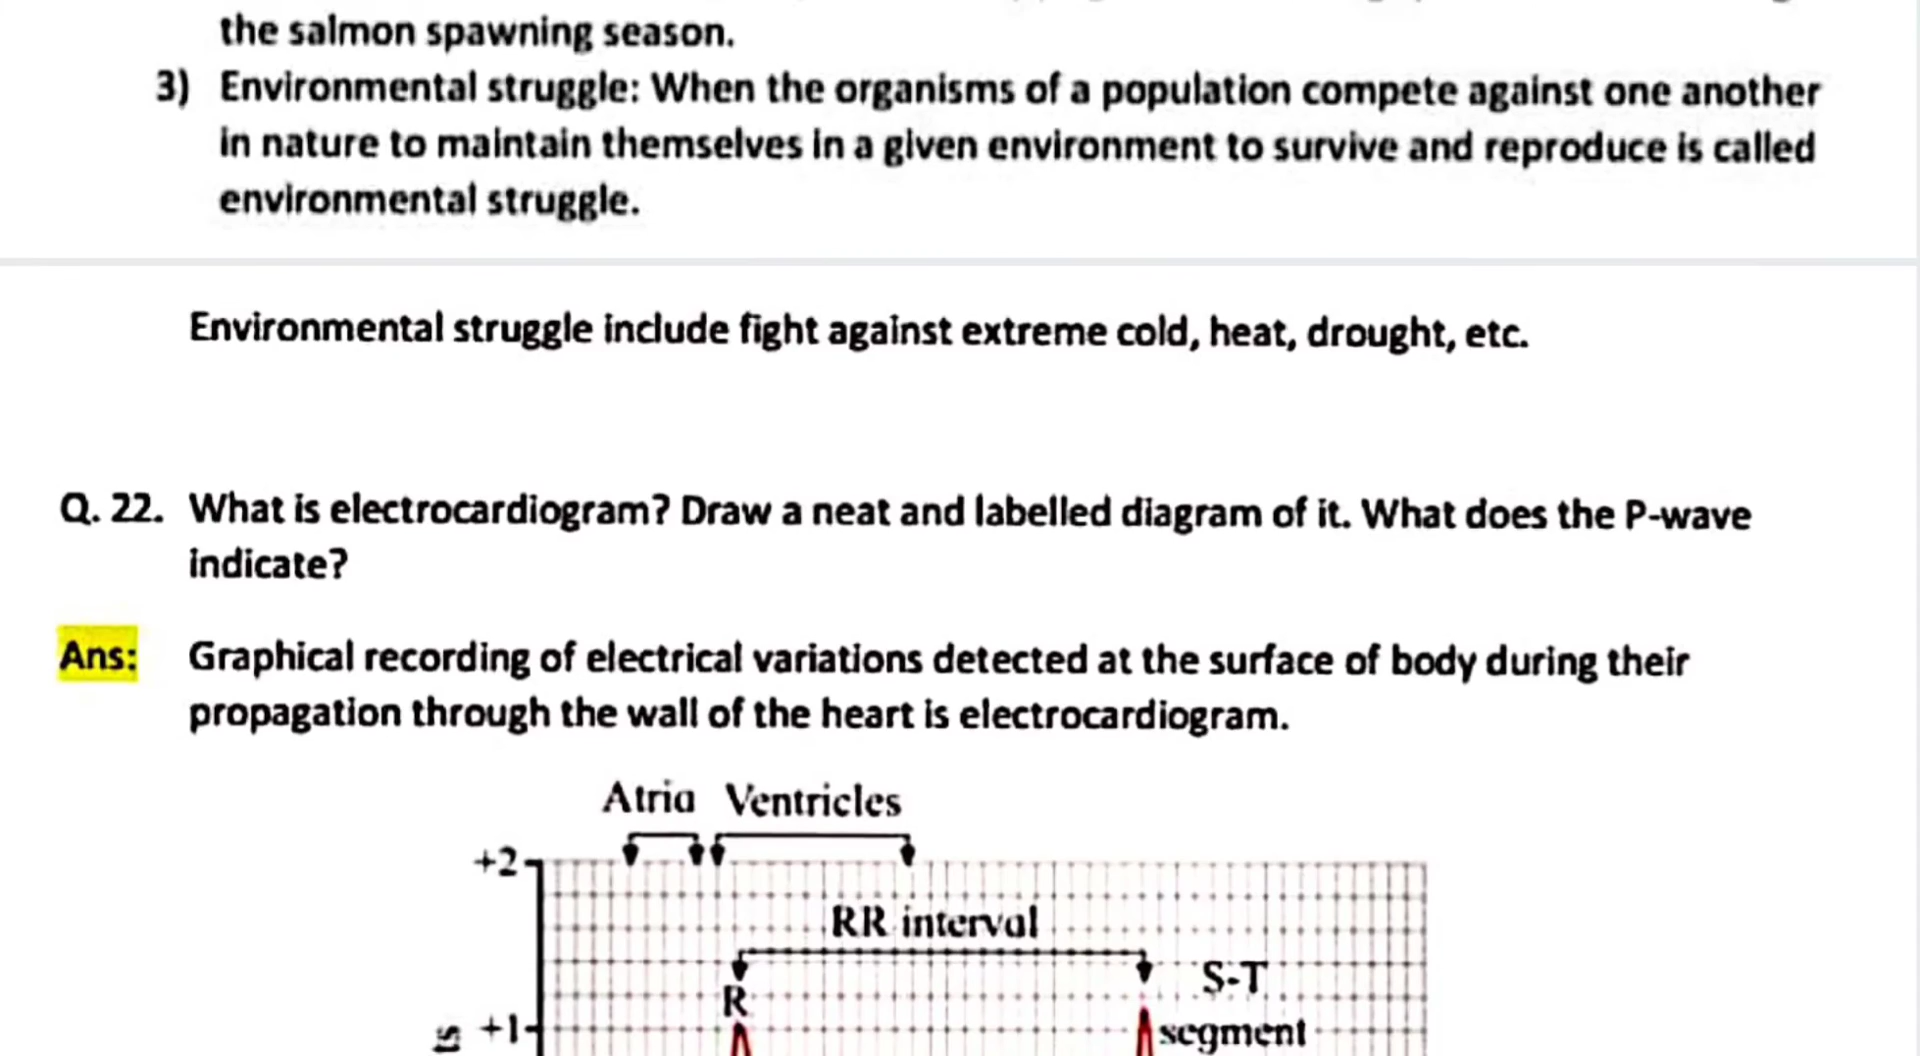 the salmon spawning season.
3) Environmental struggle: When the organisms of a population compete against one another
in nature to maintain themselves in a given environment to survive and reproduce is called
environmental struggle.
Environmental struggle include fight against extreme cold, heat, drought, etc.
Q. 22. What is electrocardiogram? Draw a neat and labelled diagram of it. What does the P-wave
indicate?
Ans: Graphical recording of electrical variations detected at the surface of body during their
propagation through the wall of the heart is electrocardiogram.
Atria Ventricles
+2
RR interval
S-T
R
+1
segment